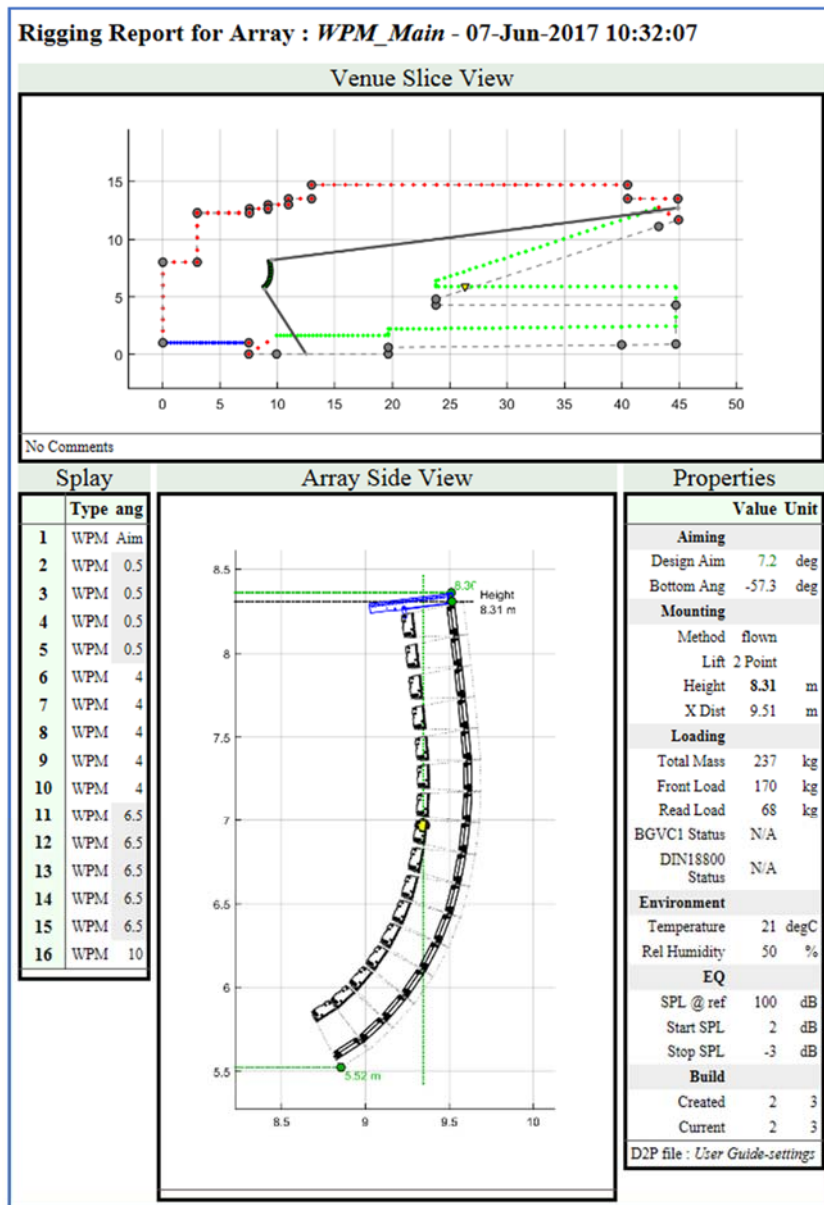 Rigging Report for Array : WPM_Main - 07-Jun-2017 10:32:07
Venue Slice View
15
10
5
0
0 5 10 15 20 25 30 35 40 45 50
No Comments
Splay
Type ang
1 WPM Aim
2 WPM 0.5
3 WPM 0.5
4 WPM 0.5
5 WPM 0.5
6 WPM 4
7 WPM 4
8 WPM 4
9 WPM 4
10 WPM 4
11 WPM 6.5
12 WPM 6.5
13 WPM 6.5
14 WPM 6.5
15 WPM 6.5
16 WPM 10
Array Side View
8.5
8.36
Height
8.31 m
8
7.5
7
6.5
6
5.5
5.52 m
8.5 9 9.5 10
Properties
Value Unit
Aiming
Design Aim 7.2 deg
Bottom Ang -57.3 deg
Mounting
Method flown
Lift 2 Point
Height 8.31 m
X Dist 9.51 m
Loading
Total Mass 237 kg
Front Load 170 kg
Read Load 68 kg
BGVC1 Status N/A
DIN18800
Status N/A
Environment
Temperature 21 degC
Rel Humidity 50 %
EQ
SPL @ ref 100 dB
Start SPL 2 dB
Stop SPL -3 dB
Build
Created 2 3
Current 2 3
D2P file : User Guide-settings